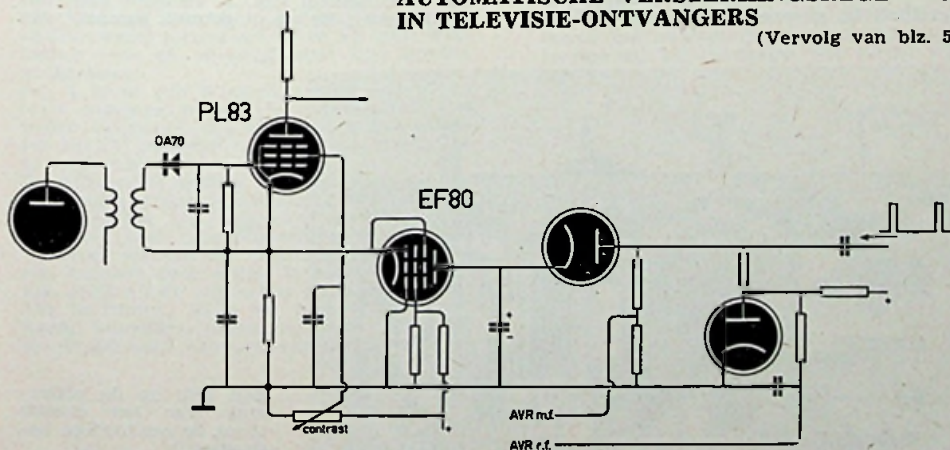 IN TELEVISIE-ONTVANGERS
(Vervolg van blz. 5
PL83
OA70
EF80
+
-
+
contrast
+
AVR m.f.
AVR r.f.